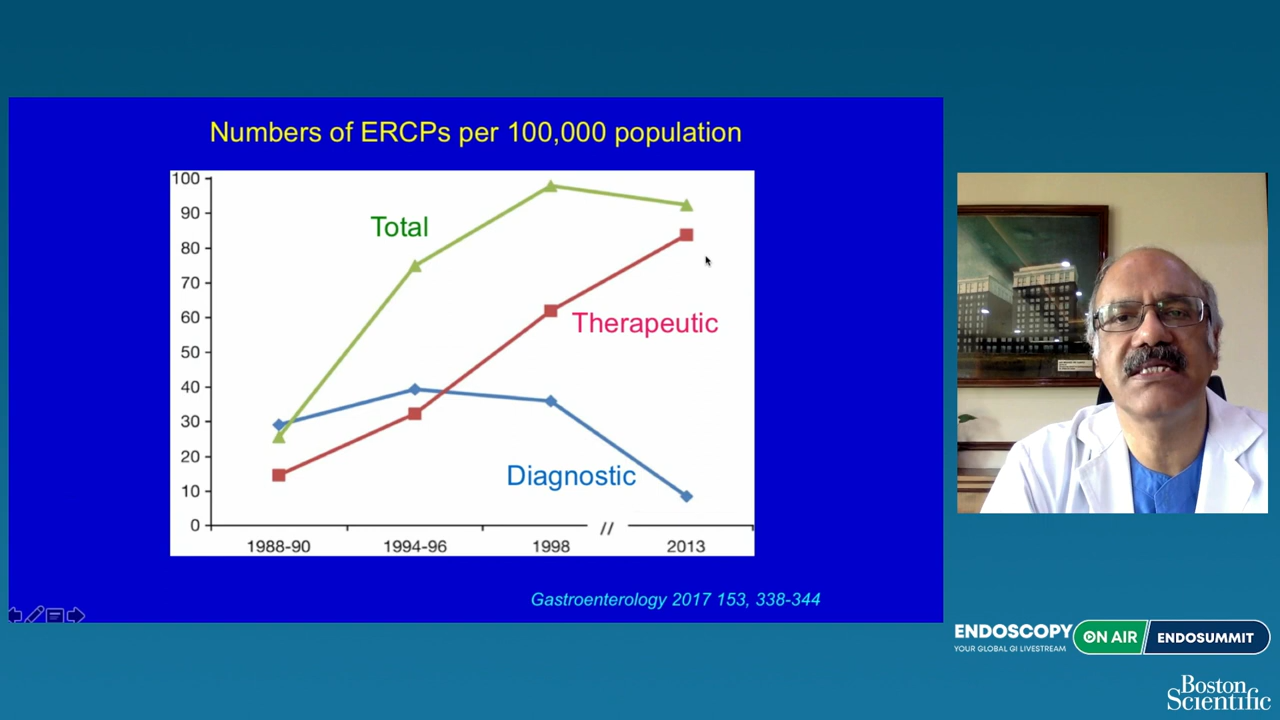 Numbers of ERCPs per 100,000 population
100
90
80
70
60
50
40
30
20
10
0
Total
Therapeutic
Diagnostic
1988-90
1994-96
1998
//
2013
Gastroenterology 2017 153, 338-344
ENDOSCOPY ON AIR ENDOSUMMIT
YOUR GLOBAL GI LIVESTREAM
Boston
Scientific